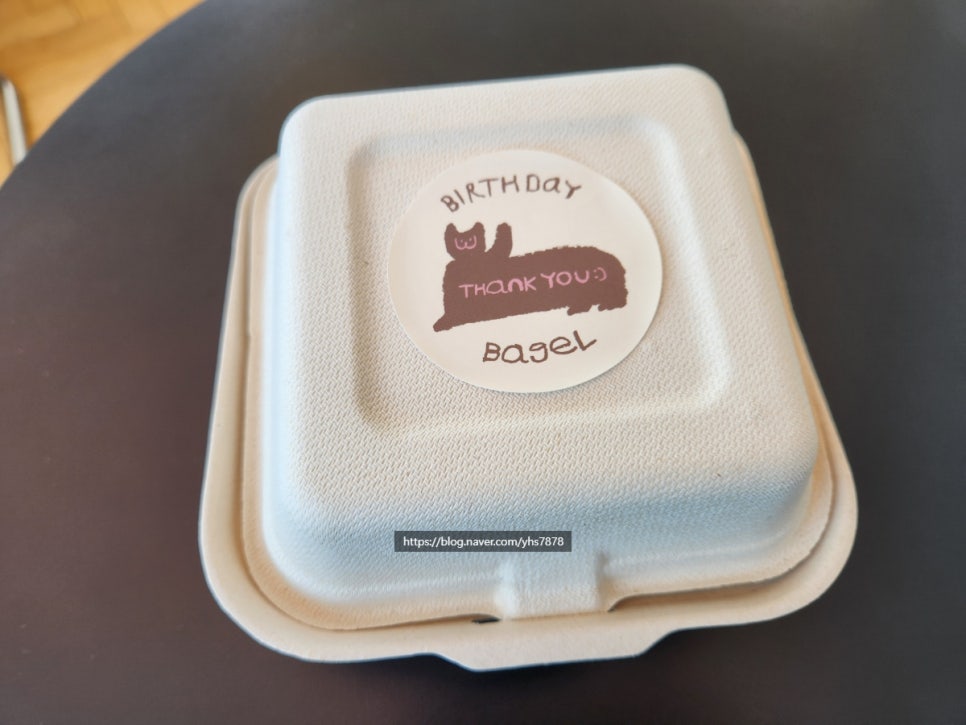 BIRTHDaY
THanK YOU:)
BageL
https://blog.naver.com/yhs7878